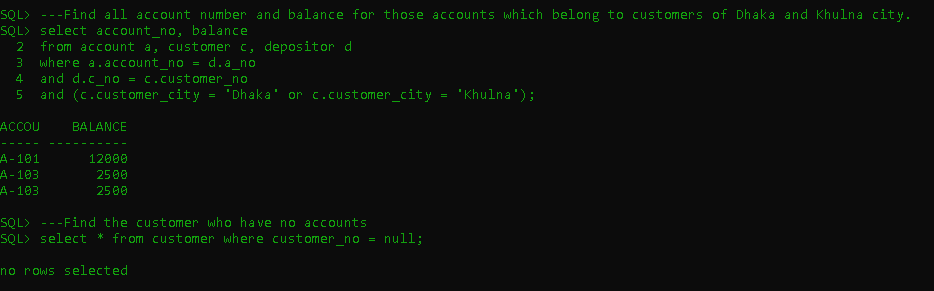 SQL> ---Find all account number and balance for those accounts which belong to customers of Dhaka and Khulna city.
SQL> select account_no, balance
  2  from account a, customer c, depositor d
  3  where a.account_no = d.a_no
  4  and d.c_no = c.customer_no
  5  and (c.customer_city = 'Dhaka' or c.customer_city = 'Khulna');
ACCOU    BALANCE
----- ----------
A-101      12000
A-103       2500
A-103       2500
SQL> ---Find the customer who have no accounts
SQL> select * from customer where customer_no = null;
no rows selected